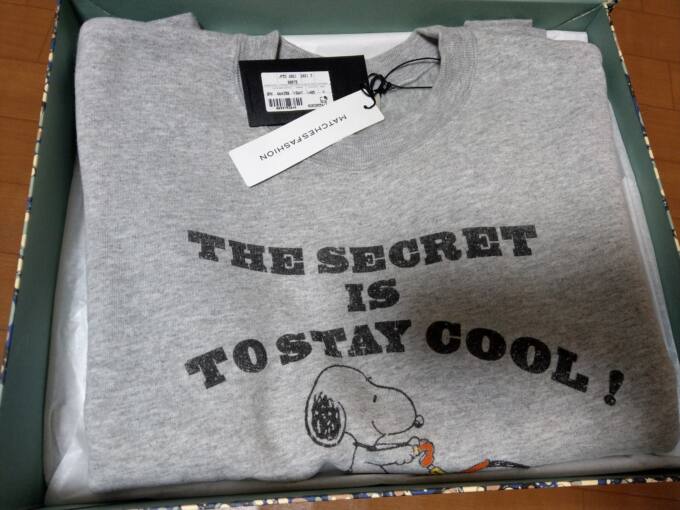 MATCHESFASHION
THE SECRET
IS
TO STAY COOL!